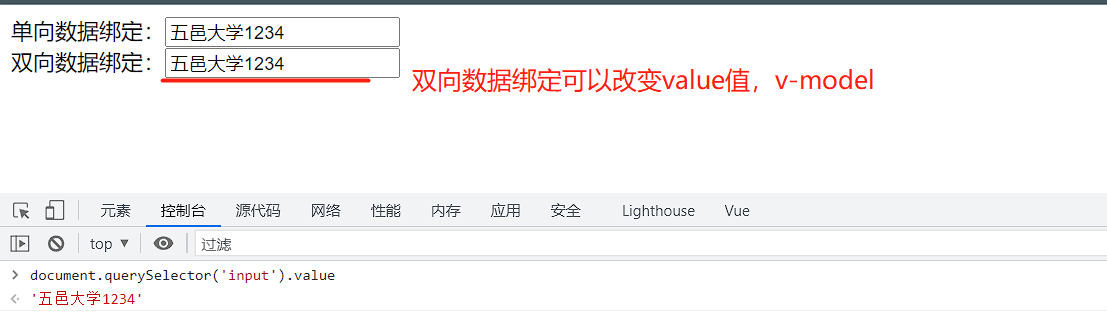 单向数据绑定：五邑大学1234
双向数据绑定：五邑大学1234
双向数据绑定可以改变value值，v-model
元素 控制台 源代码 网络 性能 内存 应用 安全 Lighthouse Vue
top ▼ 过滤
document.querySelector('input').value
'五邑大学1234'